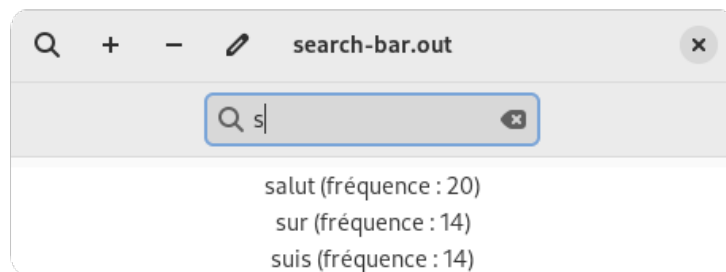 search-bar.out
s
salut (fréquence : 20)
sur (fréquence : 14)
suis (fréquence : 14)